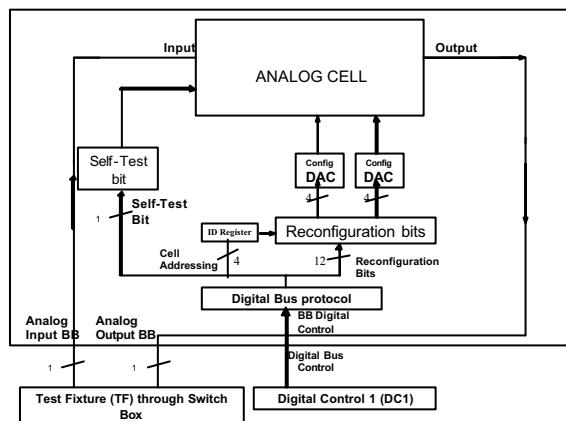 Input
Output
ANALOG CELL
Config
DAC
Config
DAC
Self-Test
bit
4
4
1
Self-Test
Bit
ID Register
Reconfiguration bits
Cell
Addressing
4
12
Reconfiguration
Bits
Digital Bus protocol
BB Digital
Control
Analog
Input BB
Analog
Output BB
1
1
Digital Bus
Control
Test Fixture (TF) through Switch
Box
Digital Control 1 (DC1)